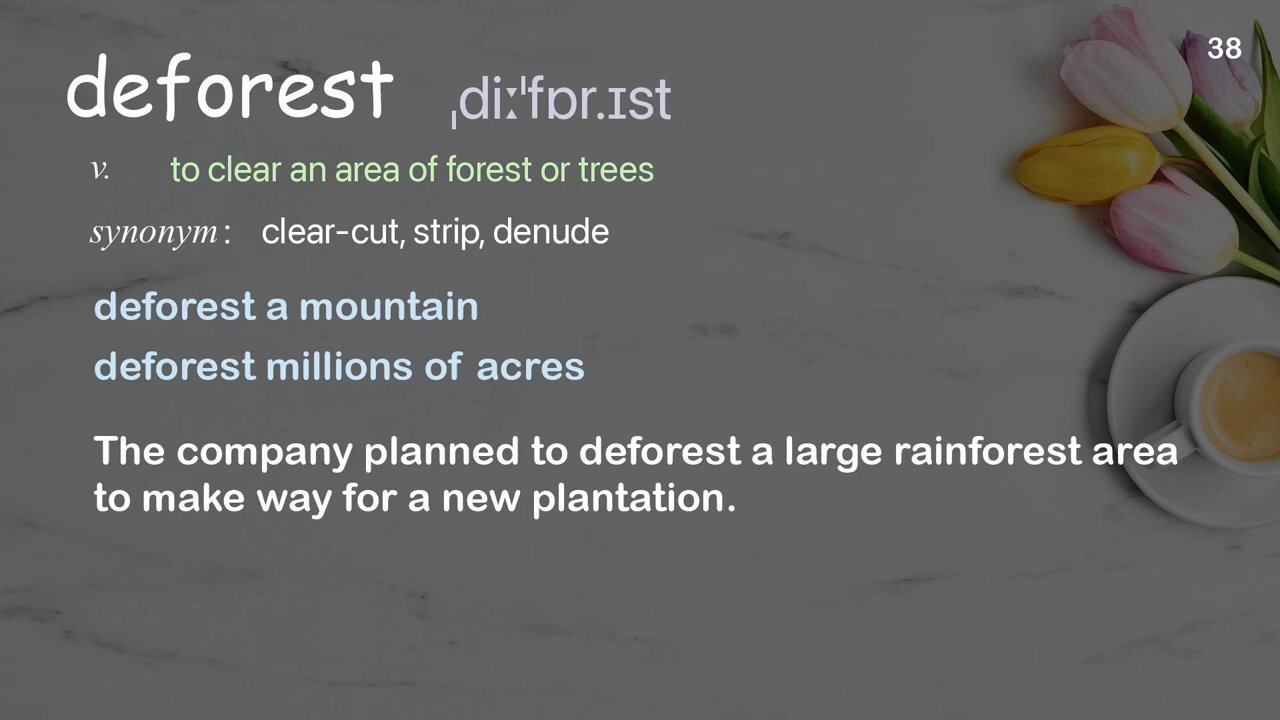 38
deforest ˌdiːˈfɒr.ɪst
v. to clear an area of forest or trees
synonym: clear-cut, strip, denude
deforest a mountain
deforest millions of acres
The company planned to deforest a large rainforest area
to make way for a new plantation.